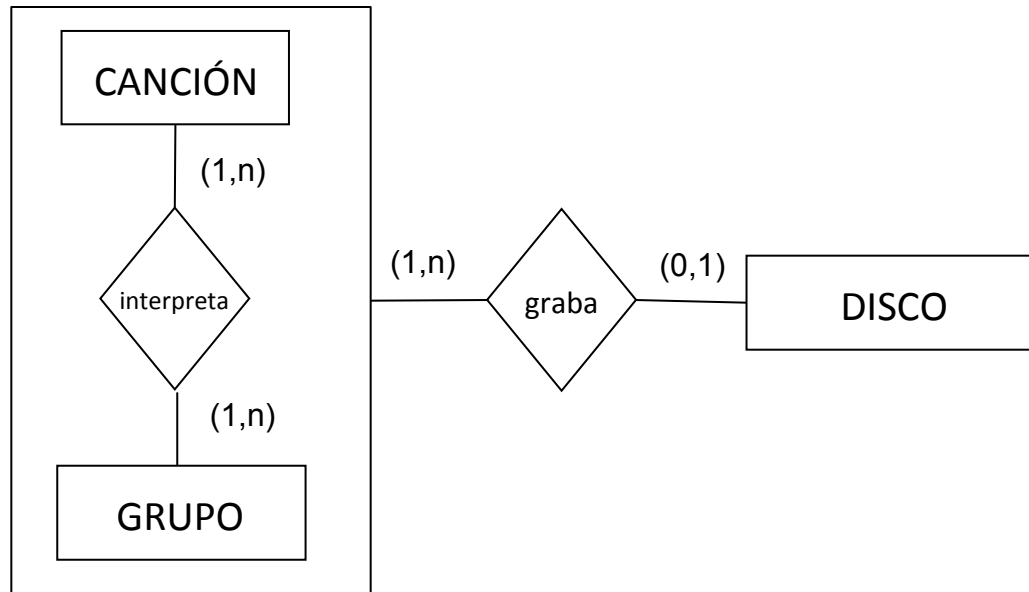 CANCIÓN
(1,n)
interpreta
(1,n)
GRUPO
(1,n)
graba
(0,1)
DISCO